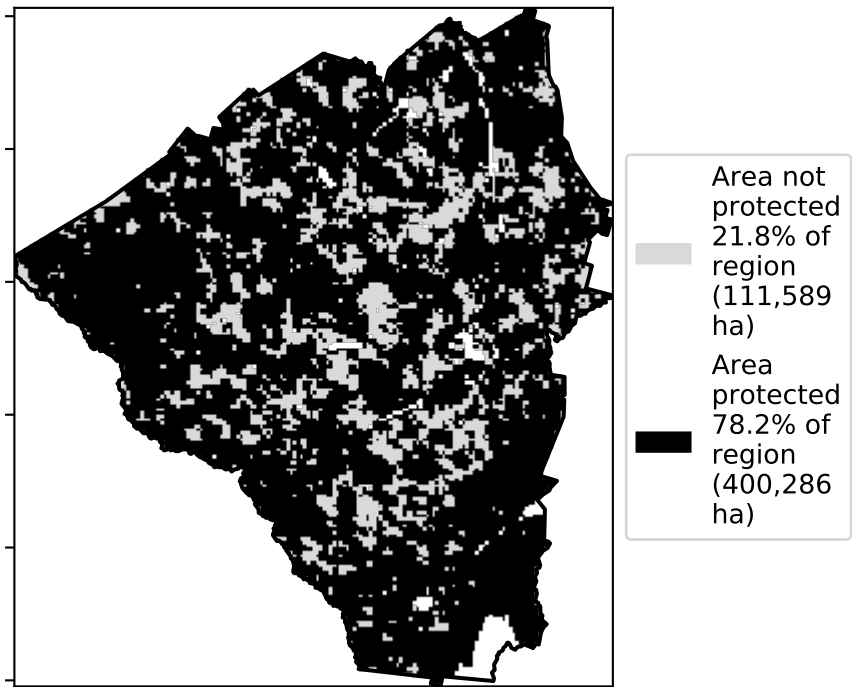 Area not
protected
21.8% of
region
(111,589
ha)
Area
protected
78.2% of
region
(400,286
ha)